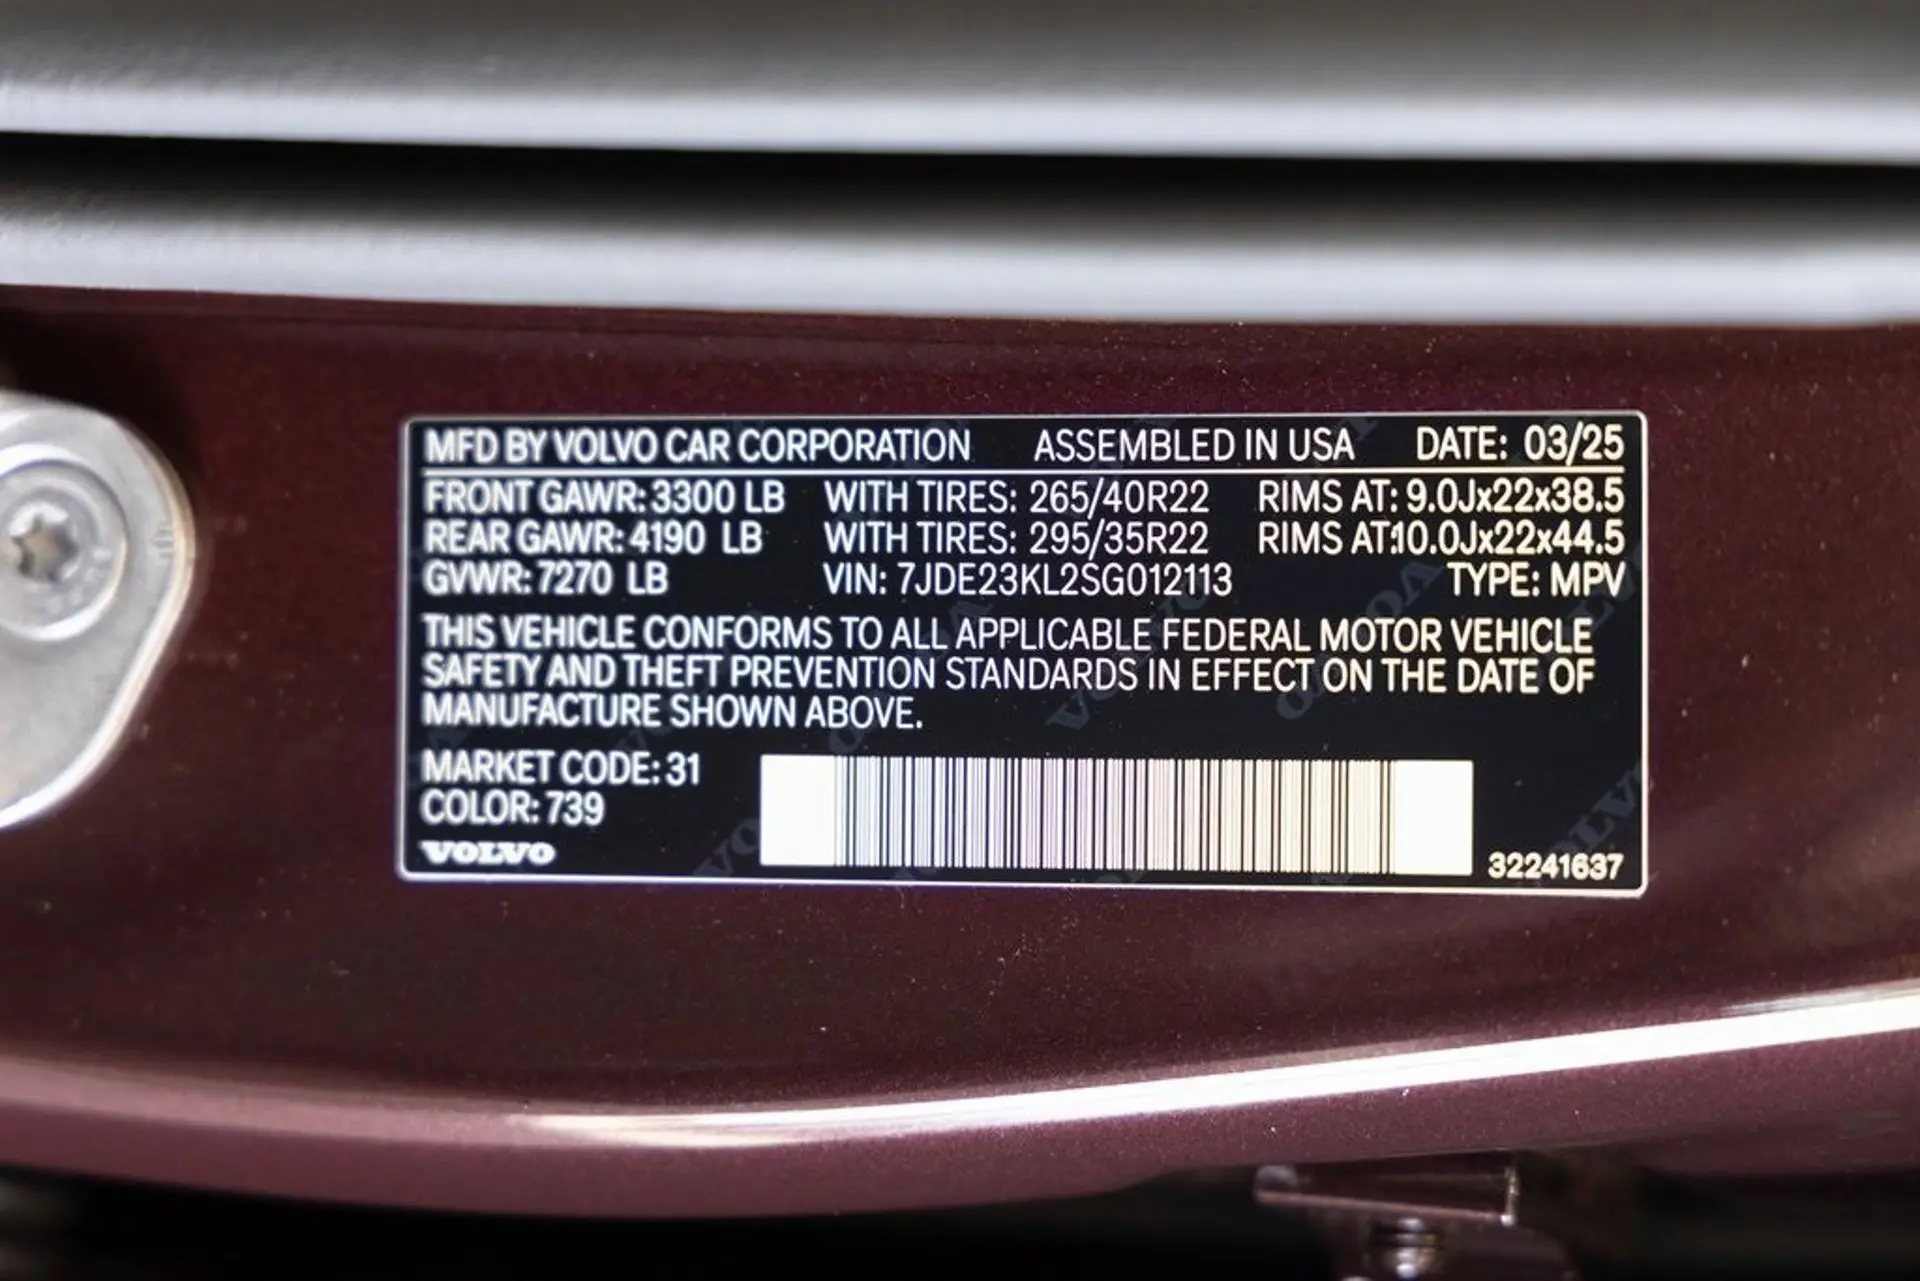 MFD BY VOLVO CAR CORPORATION ASSEMBLED IN USA DATE: 03/25
FRONT GAWR: 3300 LB WITH TIRES: 265/40R22 RIMS AT: 9.0Jx22x38.5
REAR GAWR: 4190 LB WITH TIRES: 295/35R22 RIMS AT:10.0Jx22x44.5
GVWR: 7270 LB VIN: 7JDE23KL2SG012113 TYPE: MPV
THIS VEHICLE CONFORMS TO ALL APPLICABLE FEDERAL MOTOR VEHICLE
SAFETY AND THEFT PREVENTION STANDARDS IN EFFECT ON THE DATE OF
MANUFACTURE SHOWN ABOVE.
MARKET CODE: 31
COLOR: 739
VOLVO
32241637